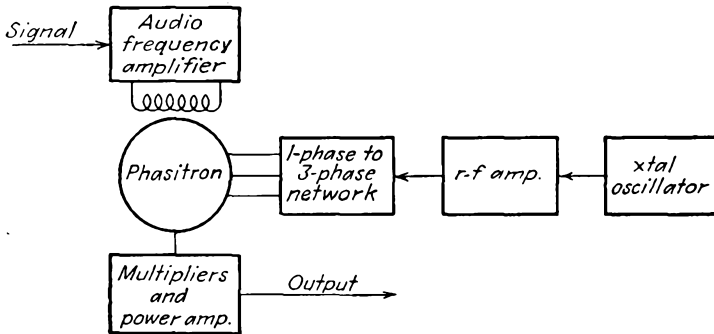 Signal
Audio
frequency
amplifier
Phasitron
1-phase to
3-phase
network
r-f amp.
xtal
oscillator
Multipliers
and
power amp.
Output